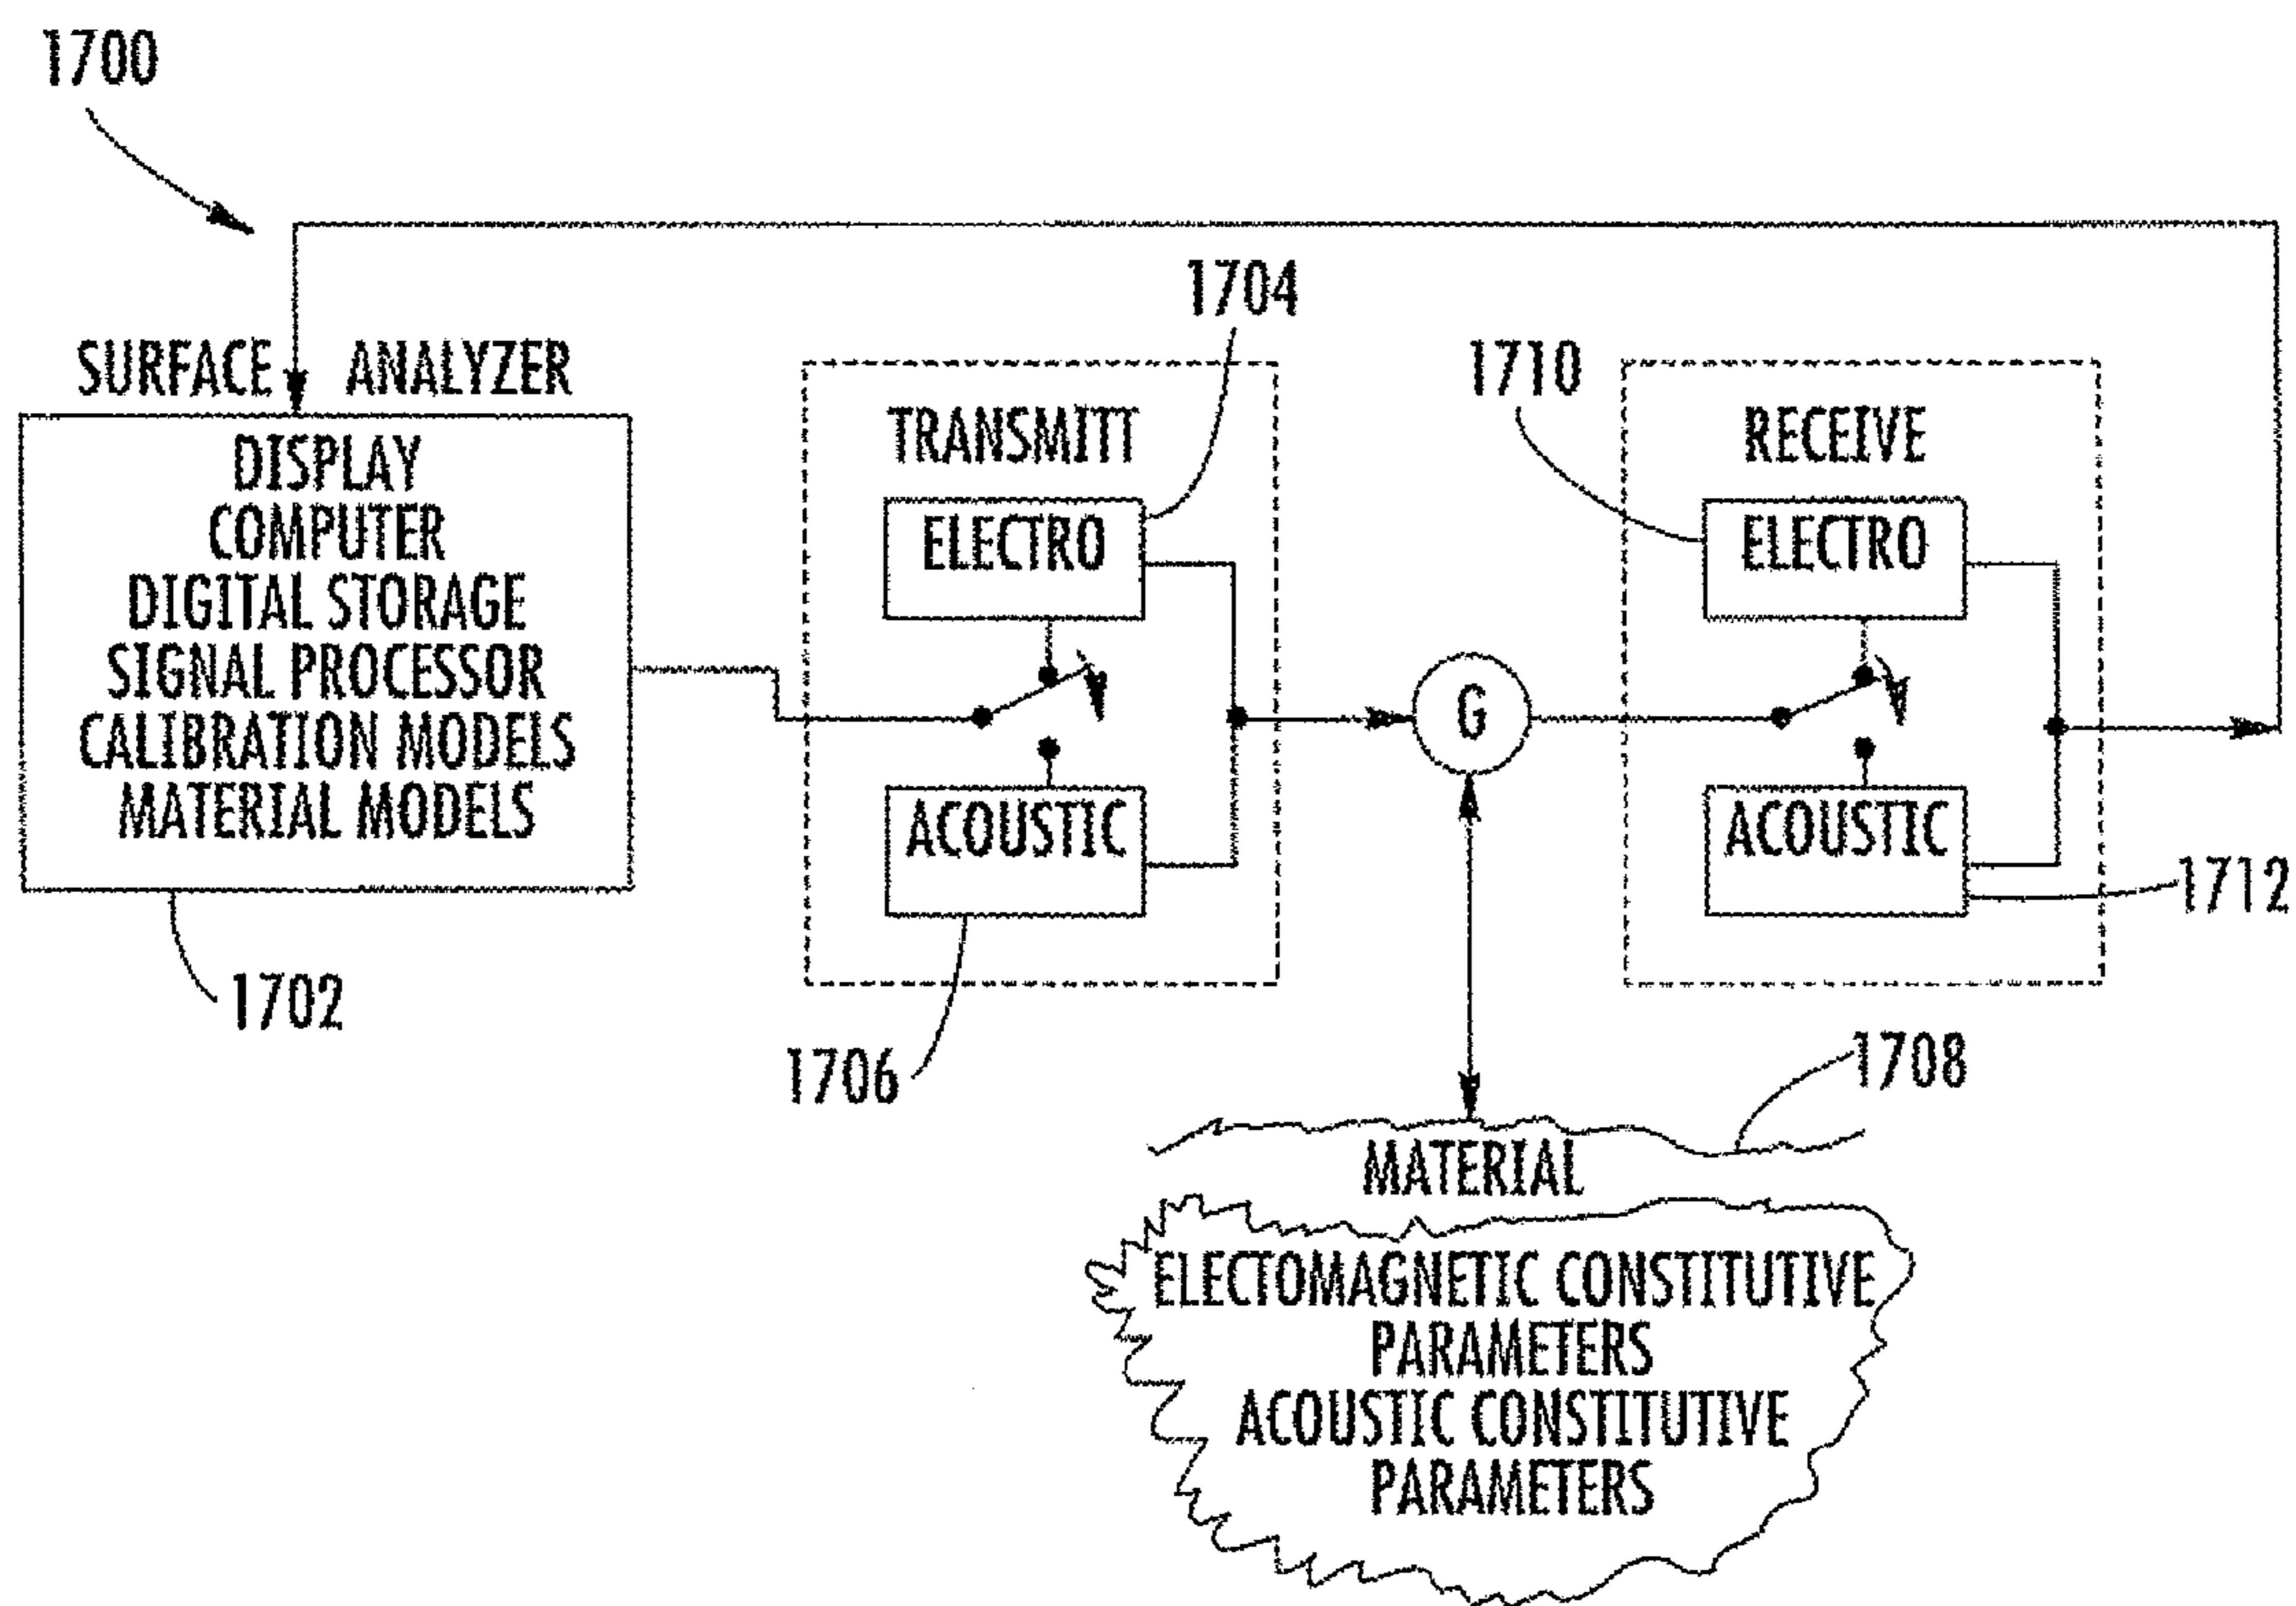 1700
1704
SURFACE ANALYZER
1710
TRANSMITT
RECEIVE
DISPLAY
COMPUTER
DIGITAL STORAGE
SIGNAL PROCESSOR
CALIBRATION MODELS
MATERIAL MODELS
ELECTRO
ELECTRO
G
ACOUSTIC
ACOUSTIC
1712
1702
1706
1708
MATERIAL
ELECTOMAGNETIC CONSTITUTIVE
PARAMETERS
ACOUSTIC CONSTITUTIVE
PARAMETERS